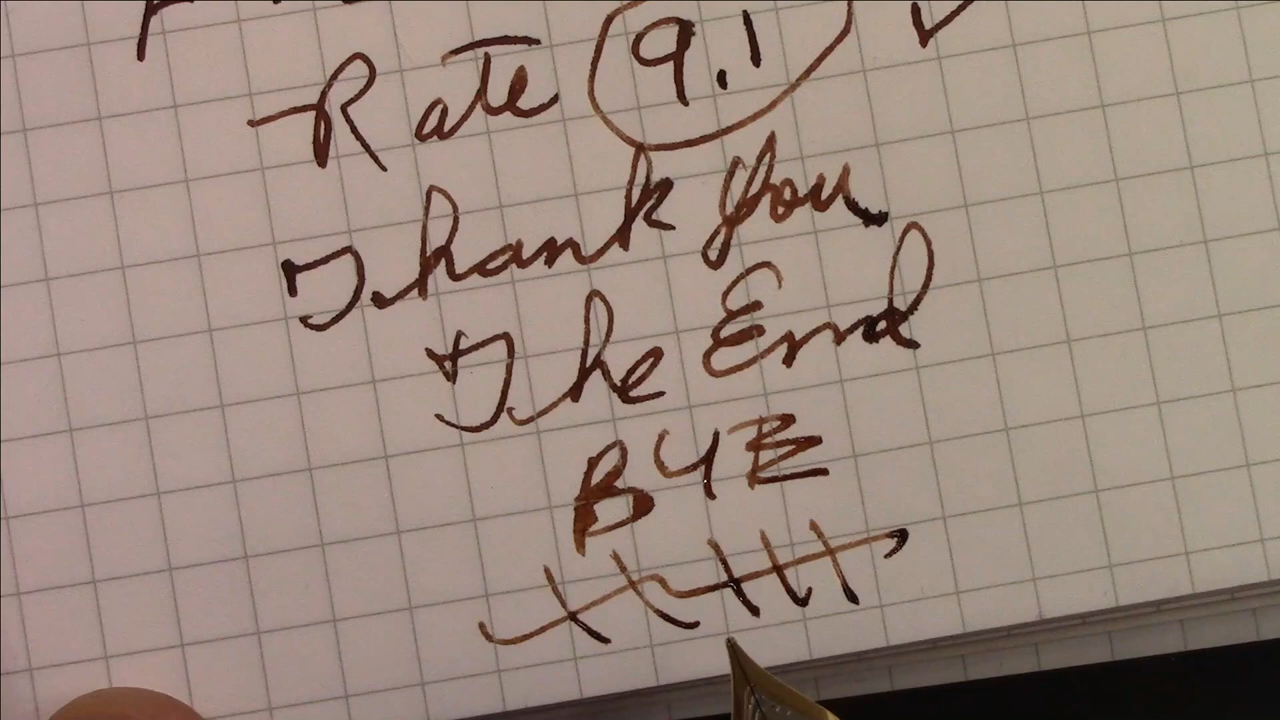 Rate 9.1
Thank you
The End
BYE